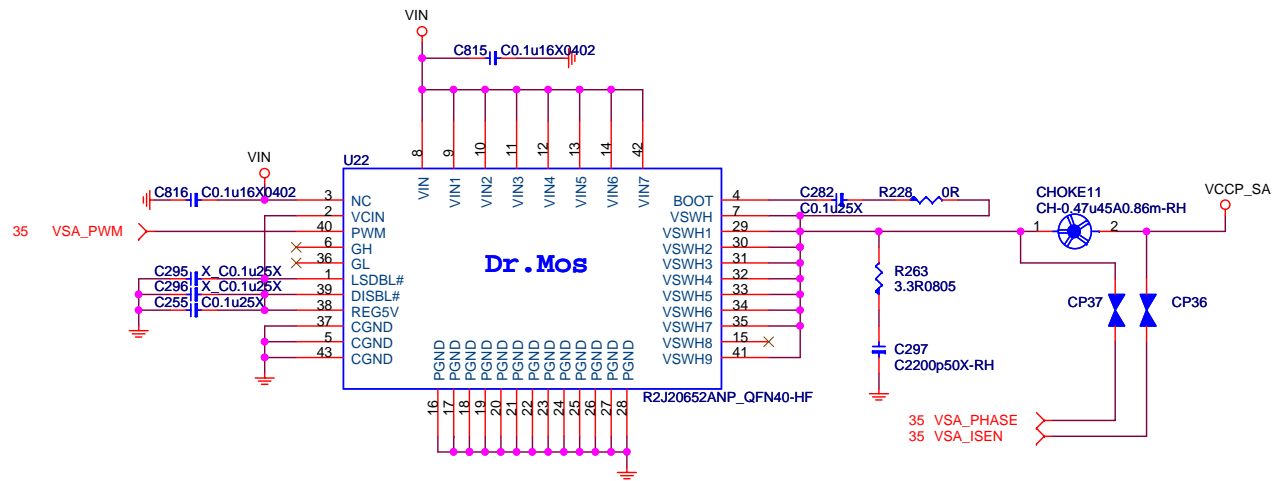 VIN
C815 C0.1u16X0402
8 9 10 11 12 13 14 42
VIN VIN1 VIN2 VIN3 VIN4 VIN5 VIN6 VIN7
U22
VIN
C816 C0.1u16X0402
3 NC
2 VCIN
35 VSA_PWM
40 PWM
6 GH
36 GL
C295 X_C0.1u25X
1 LSDBL#
C296 X_C0.1u25X
39 DISBL#
C255 C0.1u25X
38 REG5V
37 CGND
5 CGND
43 CGND
Dr.Mos
BOOT 4
VSWH 7
VSWH1 29
VSWH2 30
VSWH3 31
VSWH4 32
VSWH5 33
VSWH6 34
VSWH7 35
VSWH8 15
VSWH9 41
C282
C0.1u25X
R228 0R
CHOKE11
CH-0.47u45A0.86m-RH
1 2
VCCP_SA
R263
3.3R0805
CP37 CP36
C297
C2200p50X-RH
PGND PGND PGND PGND PGND PGND PGND PGND PGND PGND PGND PGND PGND
16 17 18 19 20 21 22 23 24 25 26 27 28
R2J20652ANP_QFN40-HF
35 VSA_PHASE
35 VSA_ISEN